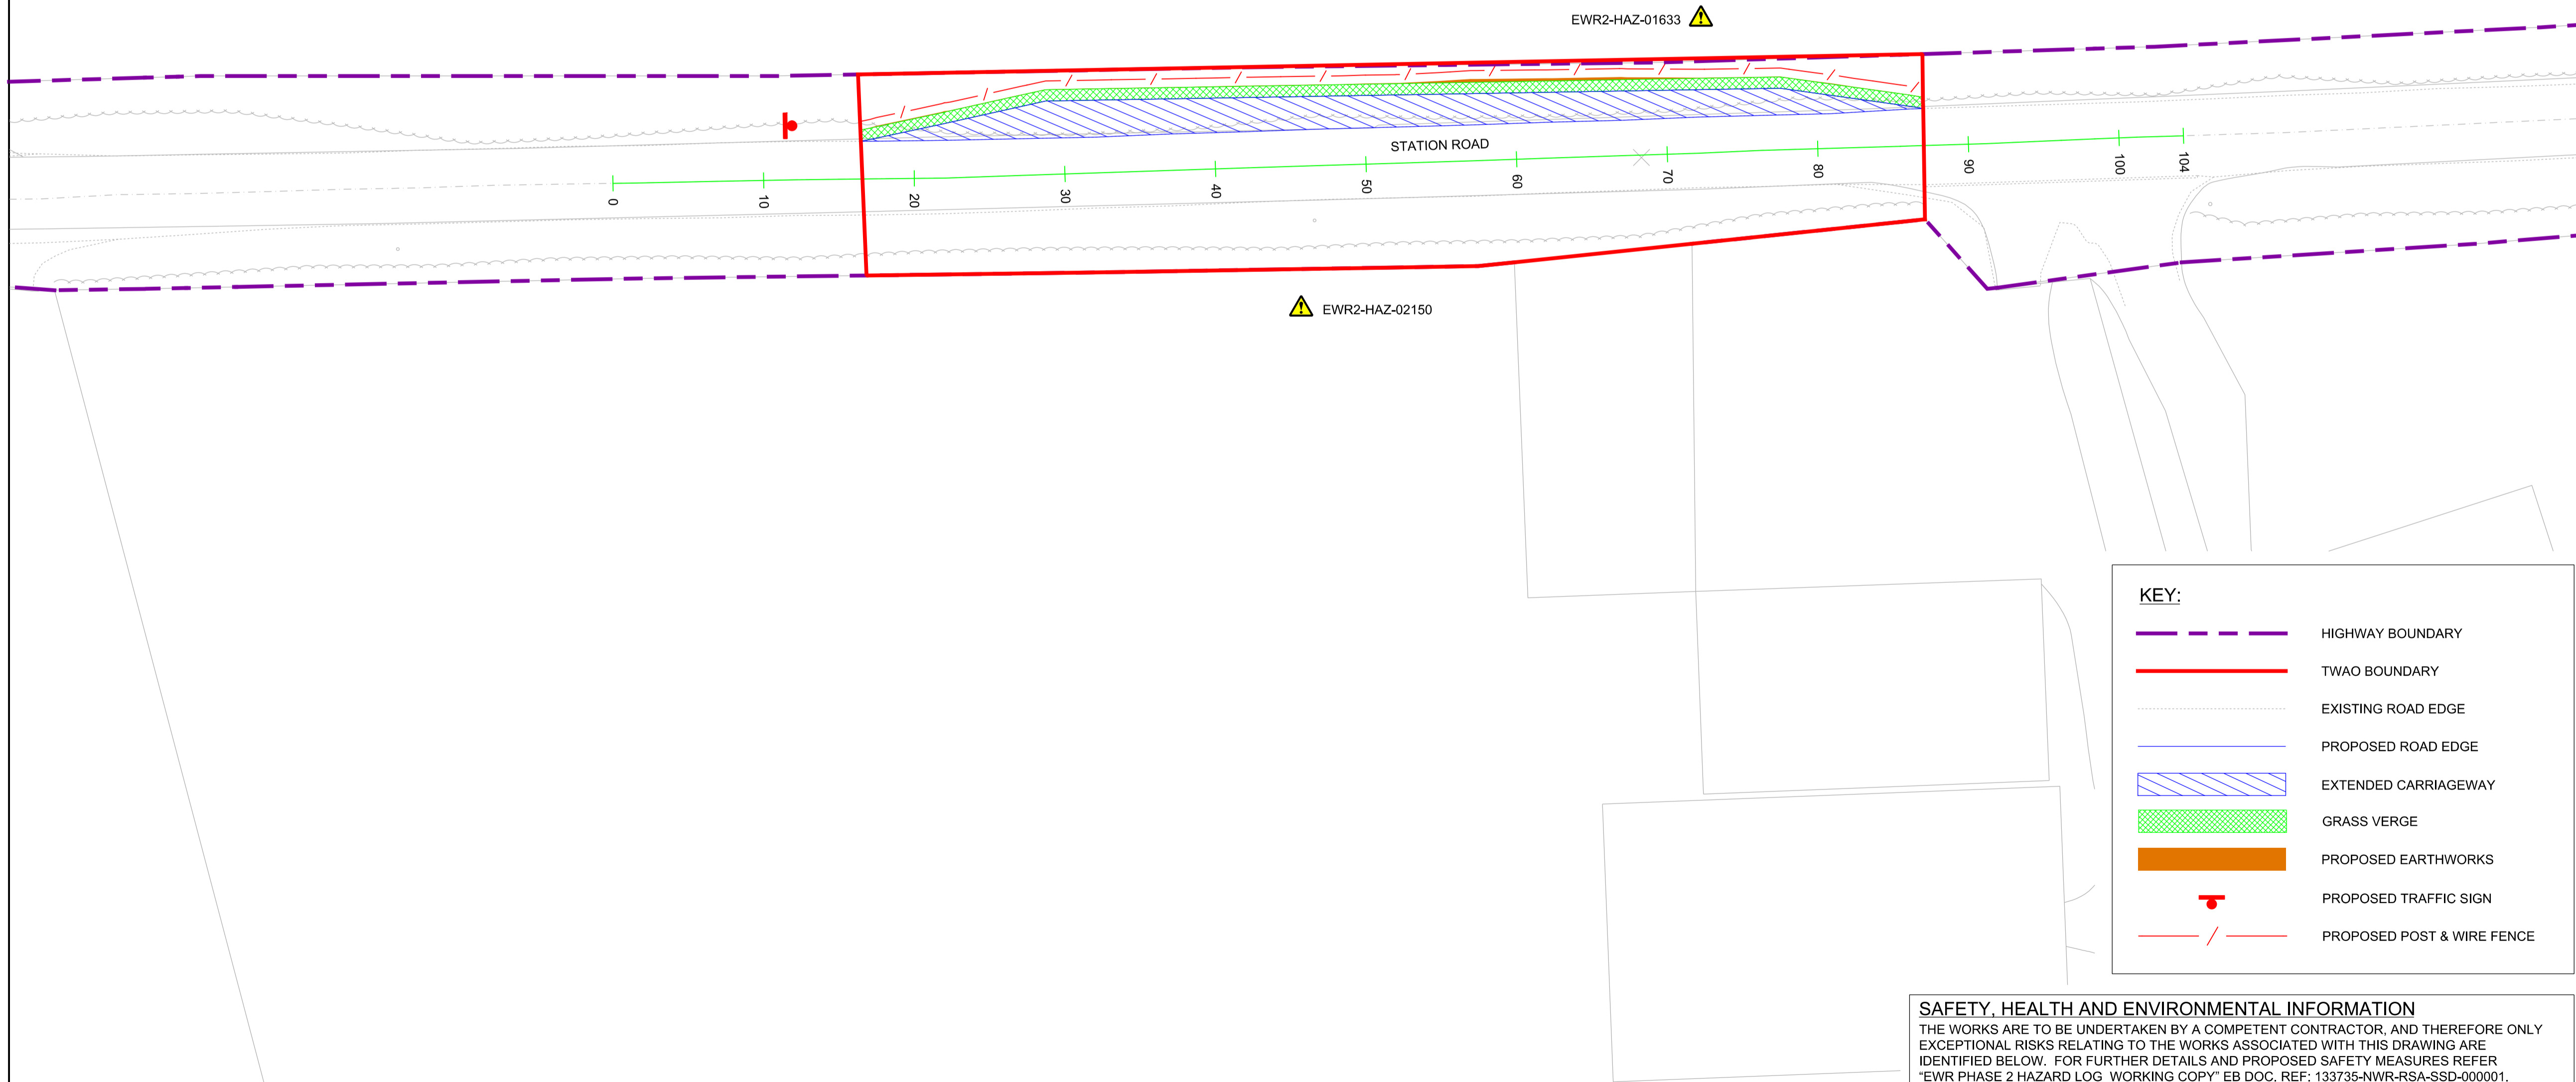 EWR2-HAZ-01633
STATION ROAD
0
10
20
30
40
50
60
70
80
90
100
104
EWR2-HAZ-02150
KEY:
HIGHWAY BOUNDARY
TWAO BOUNDARY
EXISTING ROAD EDGE
PROPOSED ROAD EDGE
EXTENDED CARRIAGEWAY
GRASS VERGE
PROPOSED EARTHWORKS
PROPOSED TRAFFIC SIGN
PROPOSED POST & WIRE FENCE
SAFETY, HEALTH AND ENVIRONMENTAL INFORMATION
THE WORKS ARE TO BE UNDERTAKEN BY A COMPETENT CONTRACTOR, AND THEREFORE ONLY
EXCEPTIONAL RISKS RELATING TO THE WORKS ASSOCIATED WITH THIS DRAWING ARE
IDENTIFIED BELOW. FOR FURTHER DETAILS AND PROPOSED SAFETY MEASURES REFER
“EWR PHASE 2 HAZARD LOG WORKING COPY” EB DOC. REF: 133735-NWR-RSA-SSD-000001.